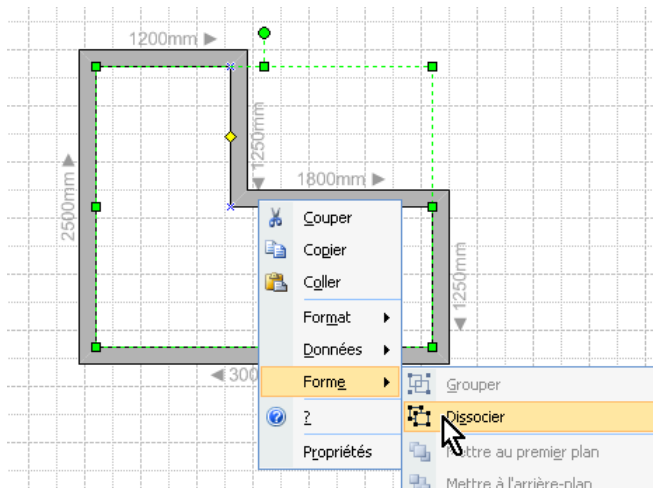 1200mm ▶
1250mm
1800mm ▶
2500mm ▶
1250mm
◀ 300
Couper
Copier
Coller
Format
Données
Forme
?
Propriétés
Grouper
Dissocier
Mettre au premier plan
Mettre à l'arrière-plan